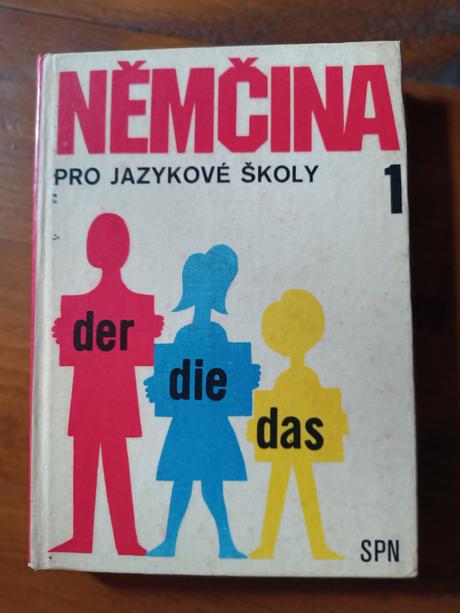 NĚMČINA
PRO JAZYKOVÉ ŠKOLY 1
der
die
das
SPN